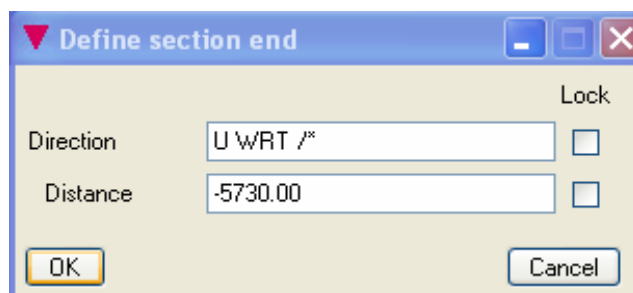 Define section end
Lock
Direction U WRT /*
Distance -5730.00
OK Cancel